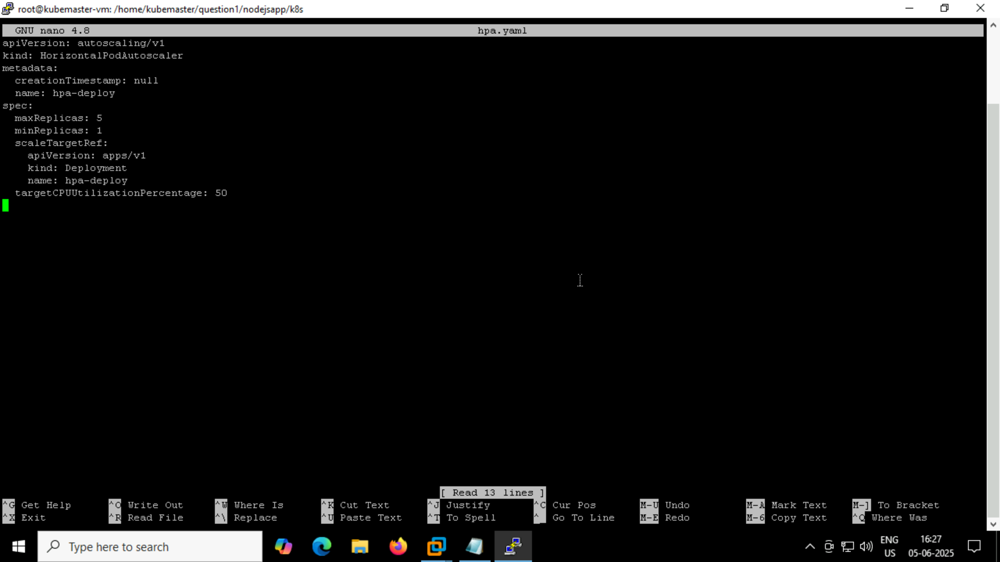 root@kubemaster-vm: /home/kubemaster/question1/nodejsapp/k8s
GNU nano 4.8 hpa.yaml
apiVersion: autoscaling/v1
kind: HorizontalPodAutoscaler
metadata:
  creationTimestamp: null
  name: hpa-deploy
spec:
  maxReplicas: 5
  minReplicas: 1
  scaleTargetRef:
    apiVersion: apps/v1
    kind: Deployment
    name: hpa-deploy
  targetCPUUtilizationPercentage: 50
[ Read 13 lines ]
^G Get Help ^O Write Out ^W Where Is ^K Cut Text ^J Justify ^C Cur Pos M-U Undo M-A Mark Text M-] To Bracket
^X Exit ^R Read File ^\ Replace ^U Paste Text ^T To Spell ^_ Go To Line M-E Redo M-6 Copy Text ^Q Where Was
Type here to search
ENG
US
16:27
05-06-2025